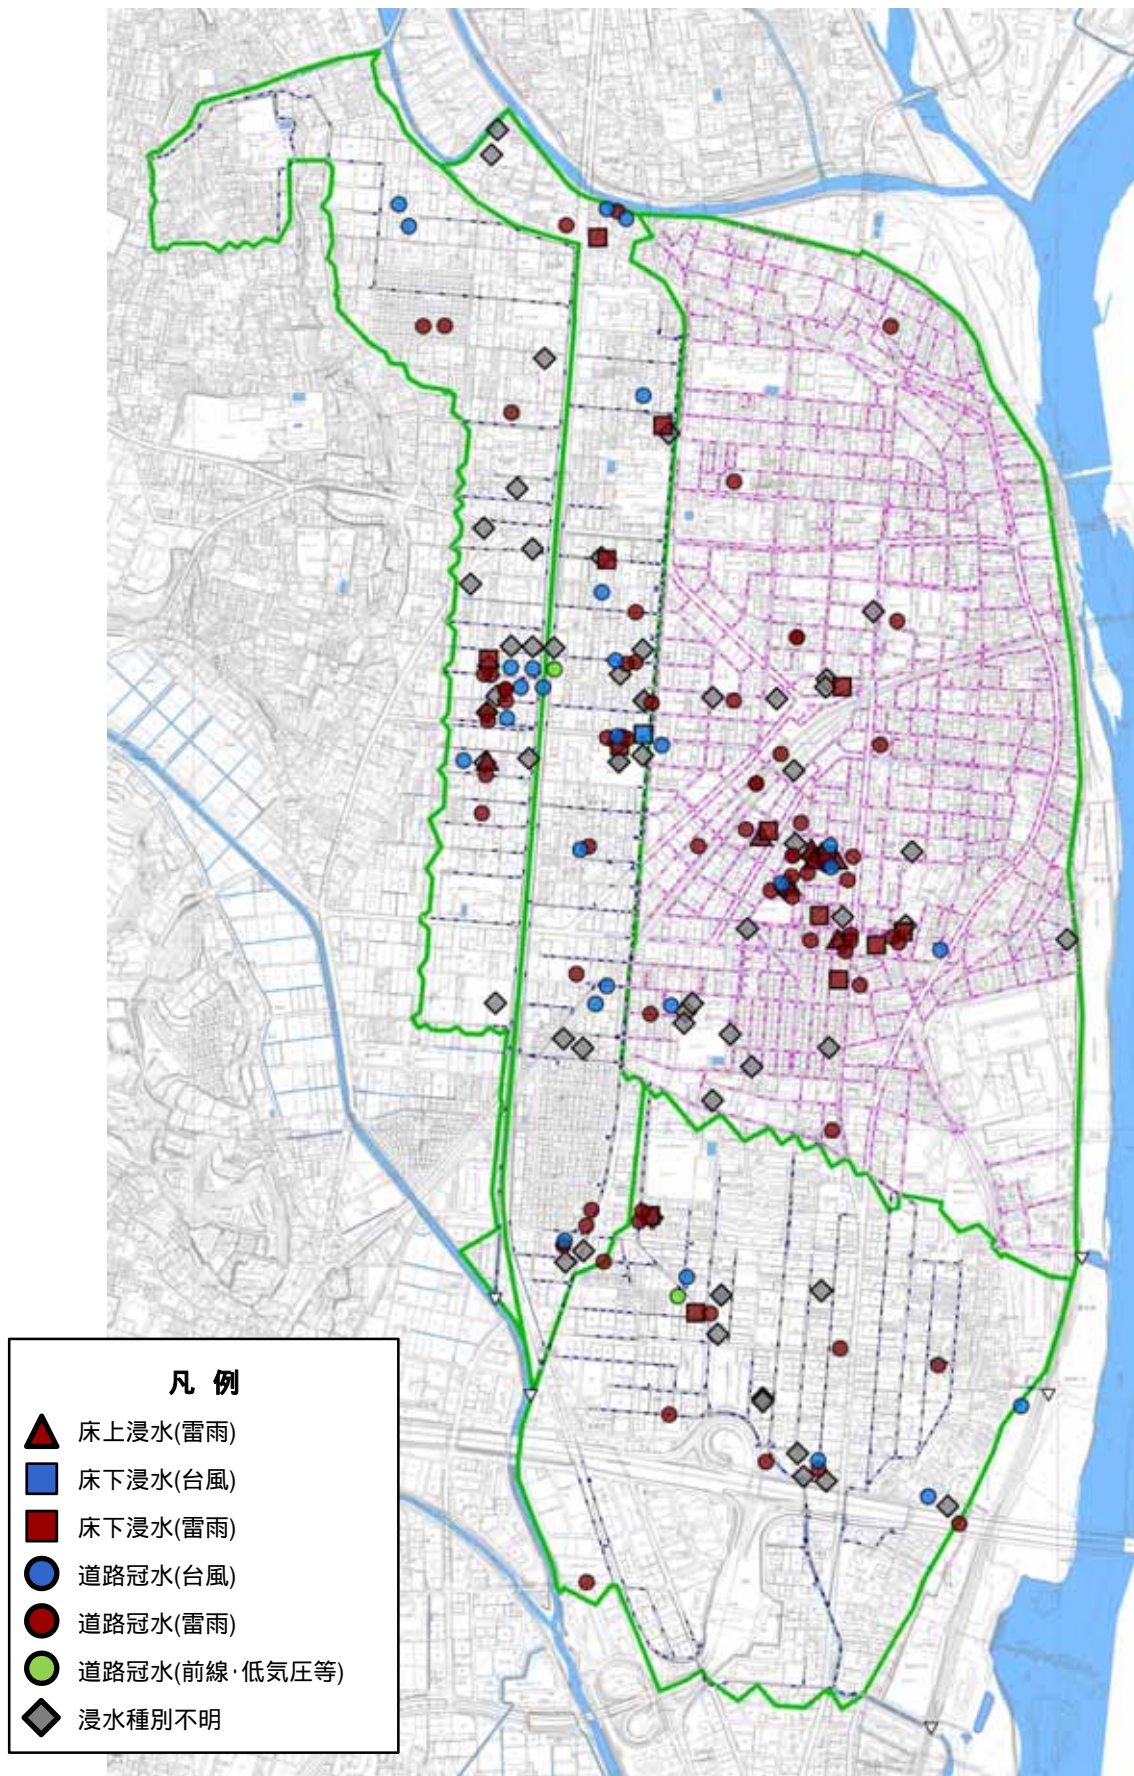 凡 例
床上浸水(雷雨)
床下浸水(台風)
床下浸水(雷雨)
道路冠水(台風)
道路冠水(雷雨)
道路冠水(前線･低気圧等)
浸水種別不明